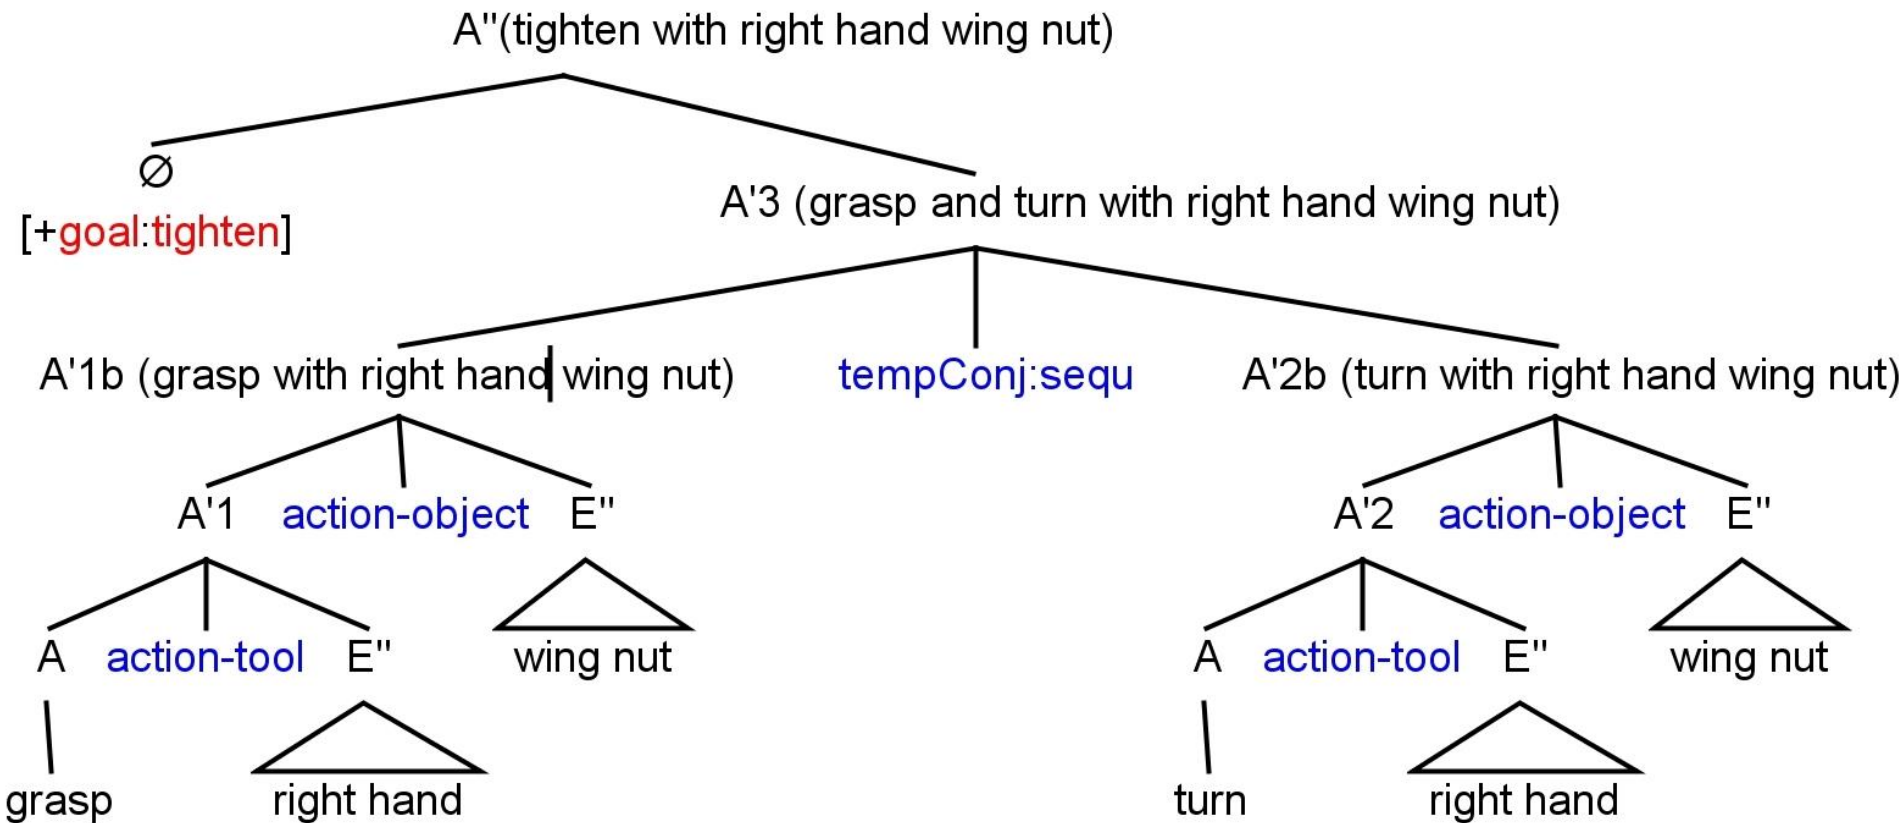 A''(tighten with right hand wing nut)
∅
[+goal:tighten]
A'3 (grasp and turn with right hand wing nut)
A'1b (grasp with right hand wing nut) tempConj:sequ A'2b (turn with right hand wing nut)
A'1 action-object E'' A'2 action-object E''
A action-tool E'' wing nut A action-tool E'' wing nut
grasp right hand turn right hand